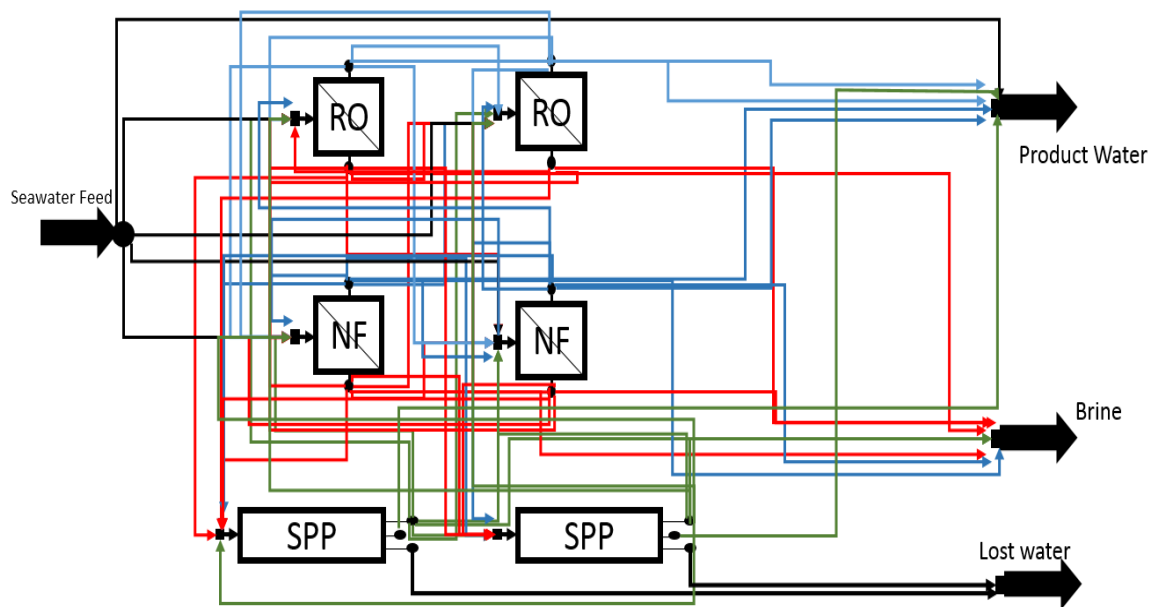 RO
RO
Product Water
Seawater Feed
NF
NF
Brine
SPP
SPP
Lost water